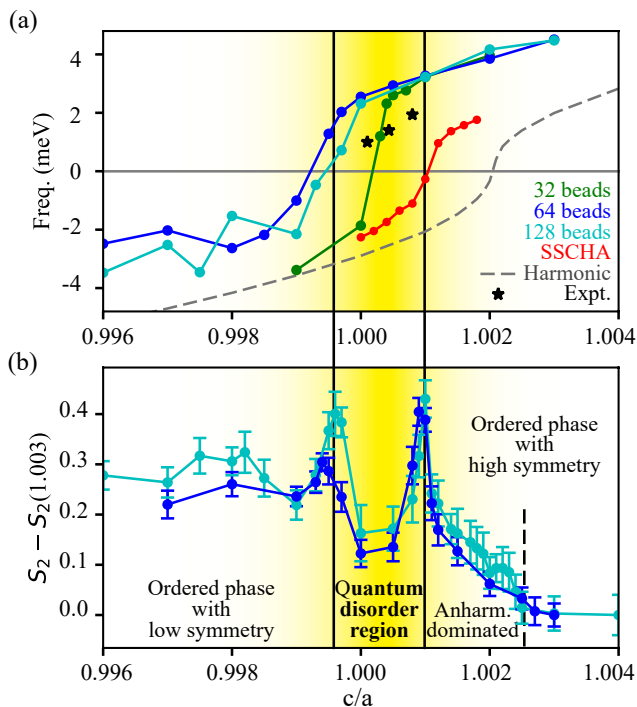 (a)
Freq. (meV)
4
2
0
-2
-4
32 beads
64 beads
128 beads
SSCHA
Harmonic
Expt.
0.996
0.998
1.000
1.002
1.004
(b)
S₂ − S₂(1.003)
0.4
0.3
0.2
0.1
0.0
Ordered phase
with
high symmetry
Ordered phase
with
low symmetry
Quantum
disorder
region
Anharm.
dominated
0.996
0.998
1.000
1.002
1.004
c/a